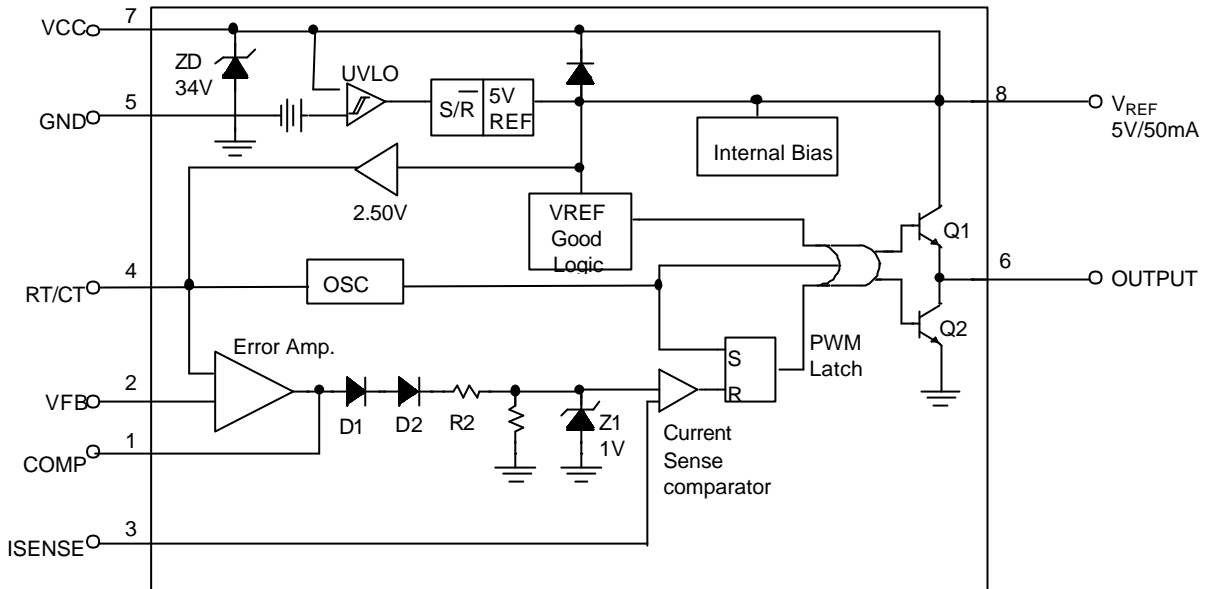 VCC
7
ZD
34V
UVLO
5
GND
S/R
5V
REF
8
VREF
5V/50mA
Internal Bias
2.50V
VREF
Good
Logic
Q1
4
RT/CT
OSC
6
OUTPUT
Q2
Error Amp.
S
R
PWM
Latch
2
VFB
D1
D2
R2
Z1
1V
1
COMP
Current
Sense
comparator
3
ISENSE